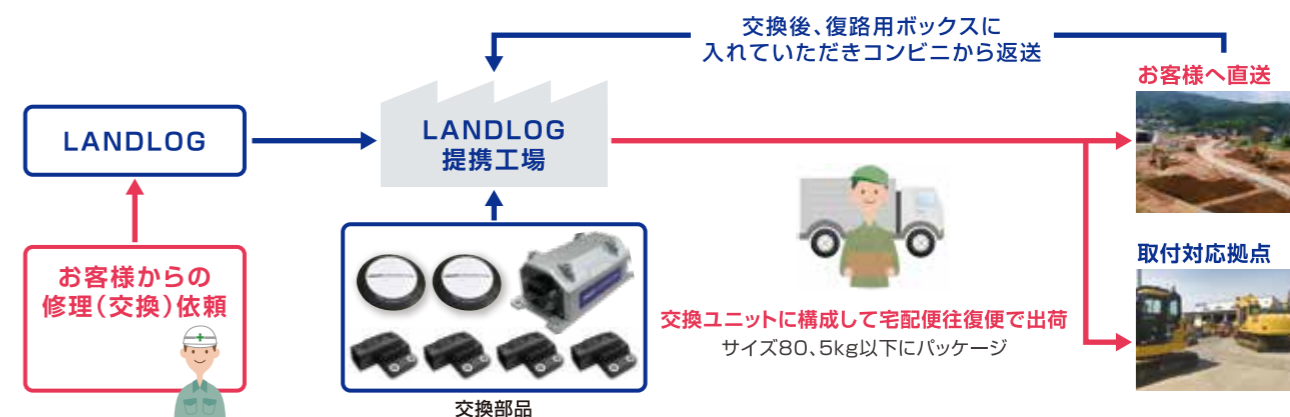 交換後、復路用ボックスに
入れていただきコンビニから返送
お客様へ直送
LANDLOG
LANDLOG
提携工場
お客様からの
修理(交換)依頼
交換部品
交換ユニットに構成して宅配便往復便で出荷
サイズ80、5kg以下にパッケージ
取付対応拠点